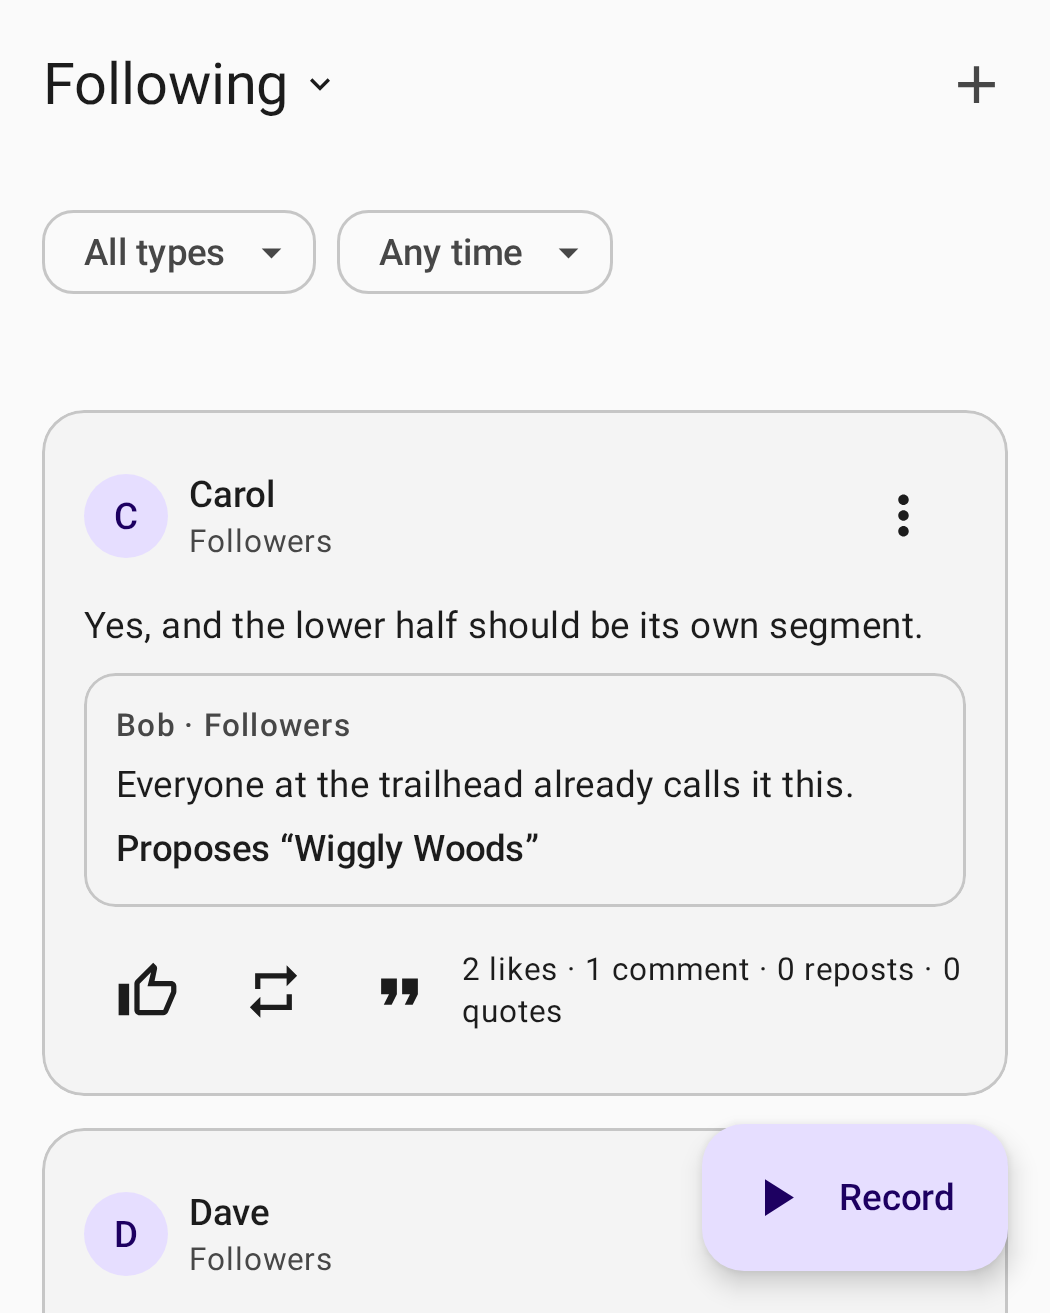 Following
All types
Any time
C
Carol
Followers
Yes, and the lower half should be its own segment.
Bob · Followers
Everyone at the trailhead already calls it this.
Proposes “Wiggly Woods”
2 likes · 1 comment · 0 reposts · 0
quotes
D
Dave
Followers
Record